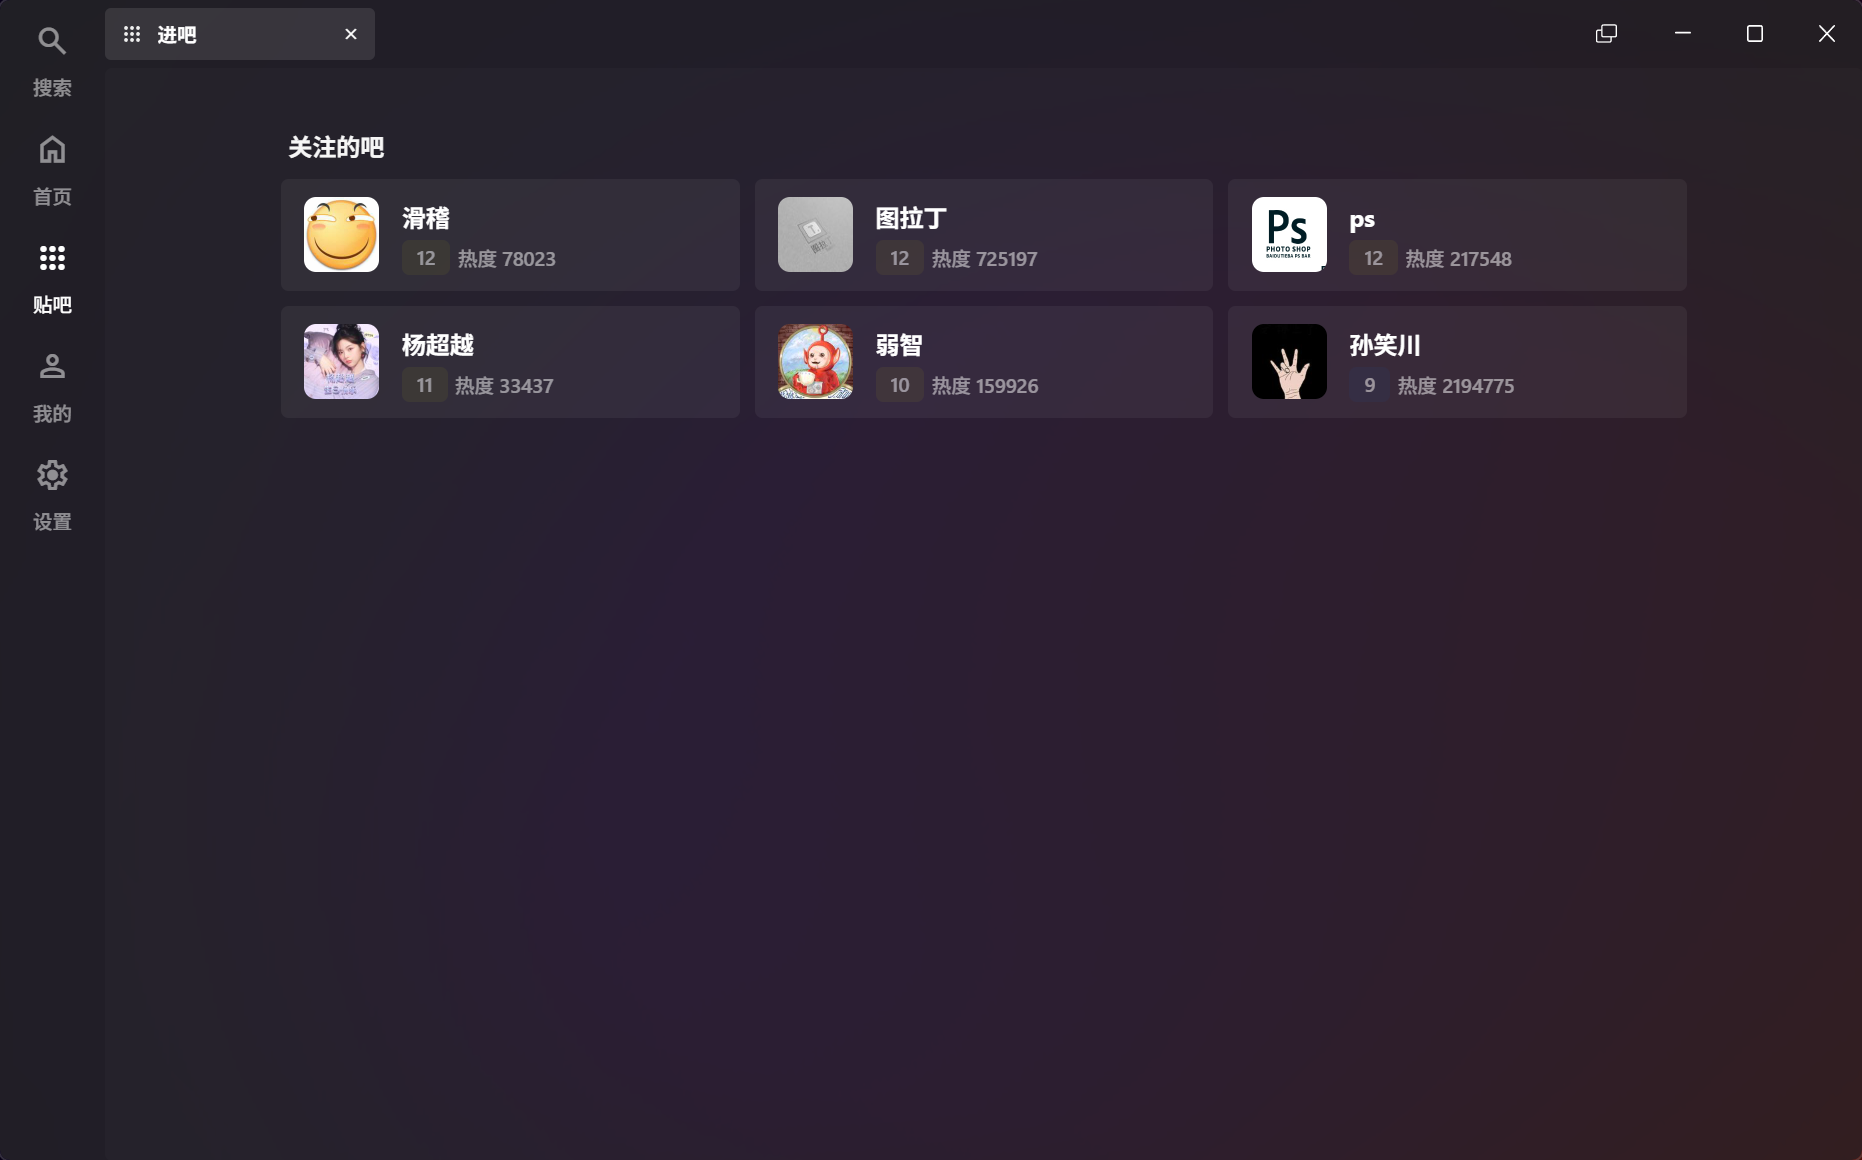 进吧
搜索
首页
贴吧
我的
设置
关注的吧
滑稽
12 热度 78023
图拉丁
12 热度 725197
Ps
PHOTO SHOP
BAIDUTIEBA PS BAR
ps
12 热度 217548
杨超越
11 热度 33437
弱智
10 热度 159926
孙笑川
9 热度 2194775